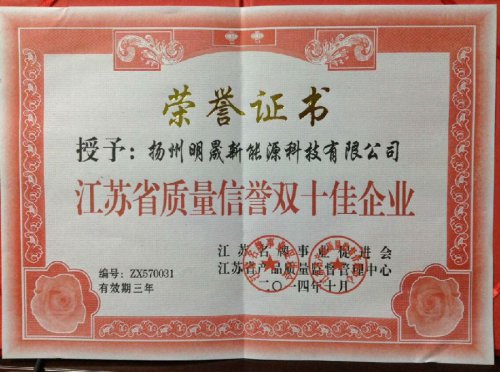 荣誉证书
授予：扬州明晟新能源科技有限公司
江苏省质量信誉双十佳企业
江苏名牌事业促进会
江苏省产品质量监督管理中心
二〇一四年十月
编号：ZX570031
有效期三年